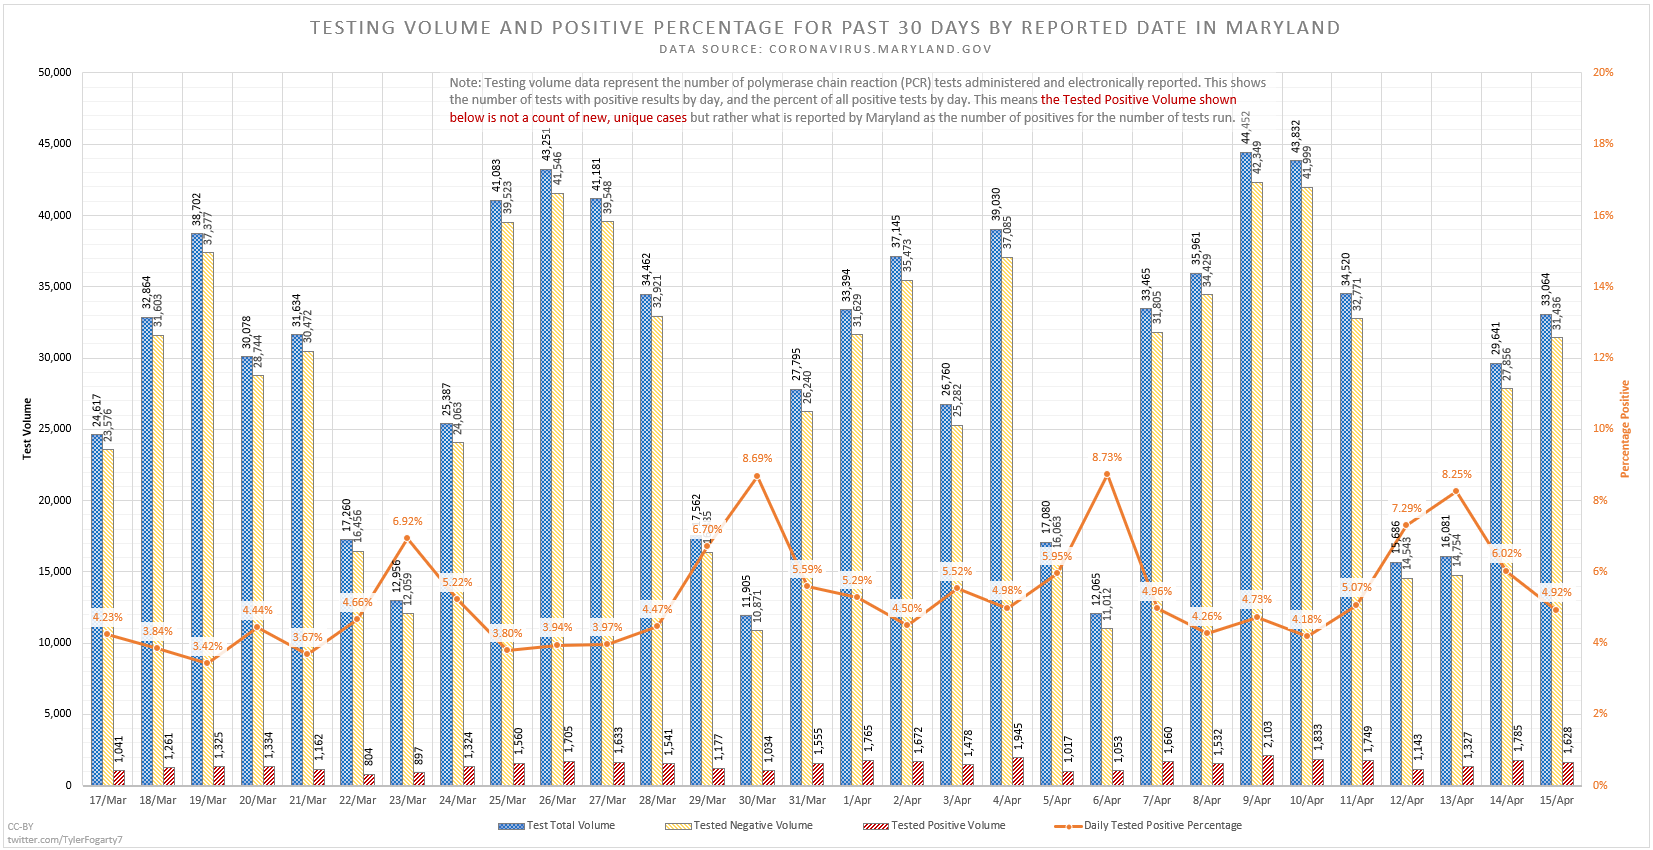 TESTING VOLUME AND POSITIVE PERCENTAGE FOR PAST 30 DAYS BY REPORTED DATE IN MARYLAND
DATA SOURCE: CORONAVIRUS.MARYLAND.GOV
Note: Testing volume data represent the number of polymerase chain reaction (PCR) tests administered and electronically reported. This shows
the number of tests with positive results by day, and the percent of all positive tests by day. This means the Tested Positive Volume shown
below is not a count of new, unique cases but rather what is reported by Maryland as the number of positives for the number of tests run.
Test Volume
50,000
45,000
40,000
35,000
30,000
25,000
20,000
15,000
10,000
5,000
0
24,617 23,576 4.23% 1,041
32,864 31,603 3.84% 1,261
38,702 37,377 3.42% 1,325
30,078 28,744 4.44% 1,334
31,634 30,472 3.67% 1,162
17,260 16,456 4.66% 804
12,956 12,059 6.92% 897
25,387 24,063 5.22% 1,324
41,083 39,523 3.80% 1,560
43,251 41,546 3.94% 1,705
41,181 39,548 3.97% 1,633
34,462 32,921 4.47% 1,541
6.70% 1,177
11,905 10,871 8.69% 1,034
27,795 26,240 5.59% 1,555
33,394 31,629 5.29% 1,765
37,145 35,473 4.50% 1,672
26,760 25,282 5.52% 1,478
39,030 37,085 4.98% 1,945
17,080 16,063 5.95% 1,017
12,065 11,012 8.73% 1,053
33,465 31,805 4.96% 1,660
35,961 34,429 4.26% 1,532
44,452 42,349 4.73% 2,103
43,832 41,999 4.18% 1,833
34,520 32,771 5.07% 1,749
15,686 14,543 7.29% 1,143
16,081 14,754 8.25% 1,327
29,641 27,856 6.02% 1,785
33,064 31,436 4.92% 1,628
20%
18%
16%
14%
12%
10%
8%
6%
4%
2%
0%
Percentage Positive
17/Mar 18/Mar 19/Mar 20/Mar 21/Mar 22/Mar 23/Mar 24/Mar 25/Mar 26/Mar 27/Mar 28/Mar 29/Mar 30/Mar 31/Mar 1/Apr 2/Apr 3/Apr 4/Apr 5/Apr 6/Apr 7/Apr 8/Apr 9/Apr 10/Apr 11/Apr 12/Apr 13/Apr 14/Apr 15/Apr
Test Total Volume Tested Negative Volume Tested Positive Volume Daily Tested Positive Percentage
CC-BY
twitter.com/TylerFogarty7